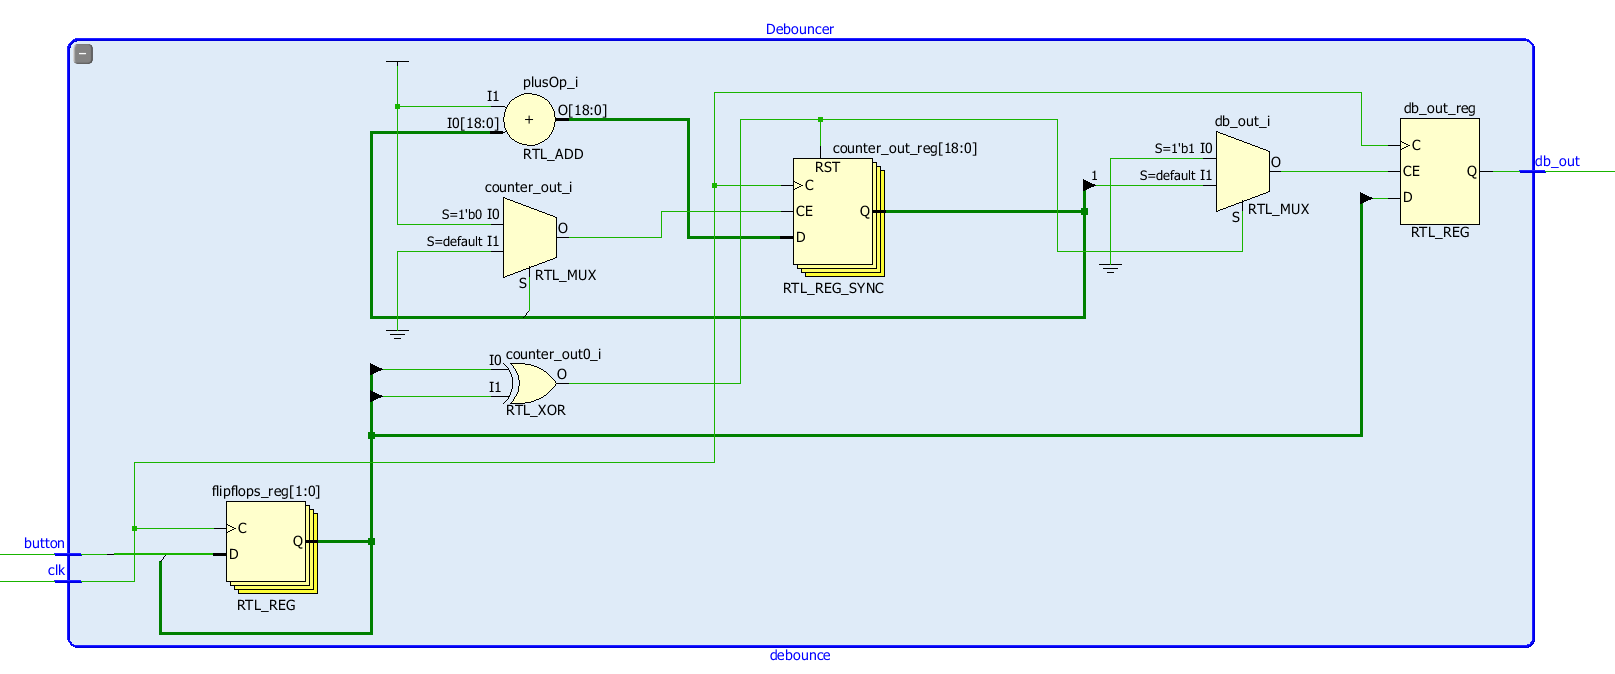 Debouncer
−
plusOp_i
I1
I0[18:0]
+
O[18:0]
RTL_ADD
counter_out_i
S=1'b0 I0
S=default I1
O
S
RTL_MUX
counter_out_reg[18:0]
RST
C
CE
Q
D
RTL_REG_SYNC
db_out_i
S=1'b1 I0
1
S=default I1
O
S
RTL_MUX
db_out_reg
C
CE
Q
D
RTL_REG
db_out
counter_out0_i
I0
I1
O
RTL_XOR
flipflops_reg[1:0]
C
Q
D
RTL_REG
button
clk
debounce